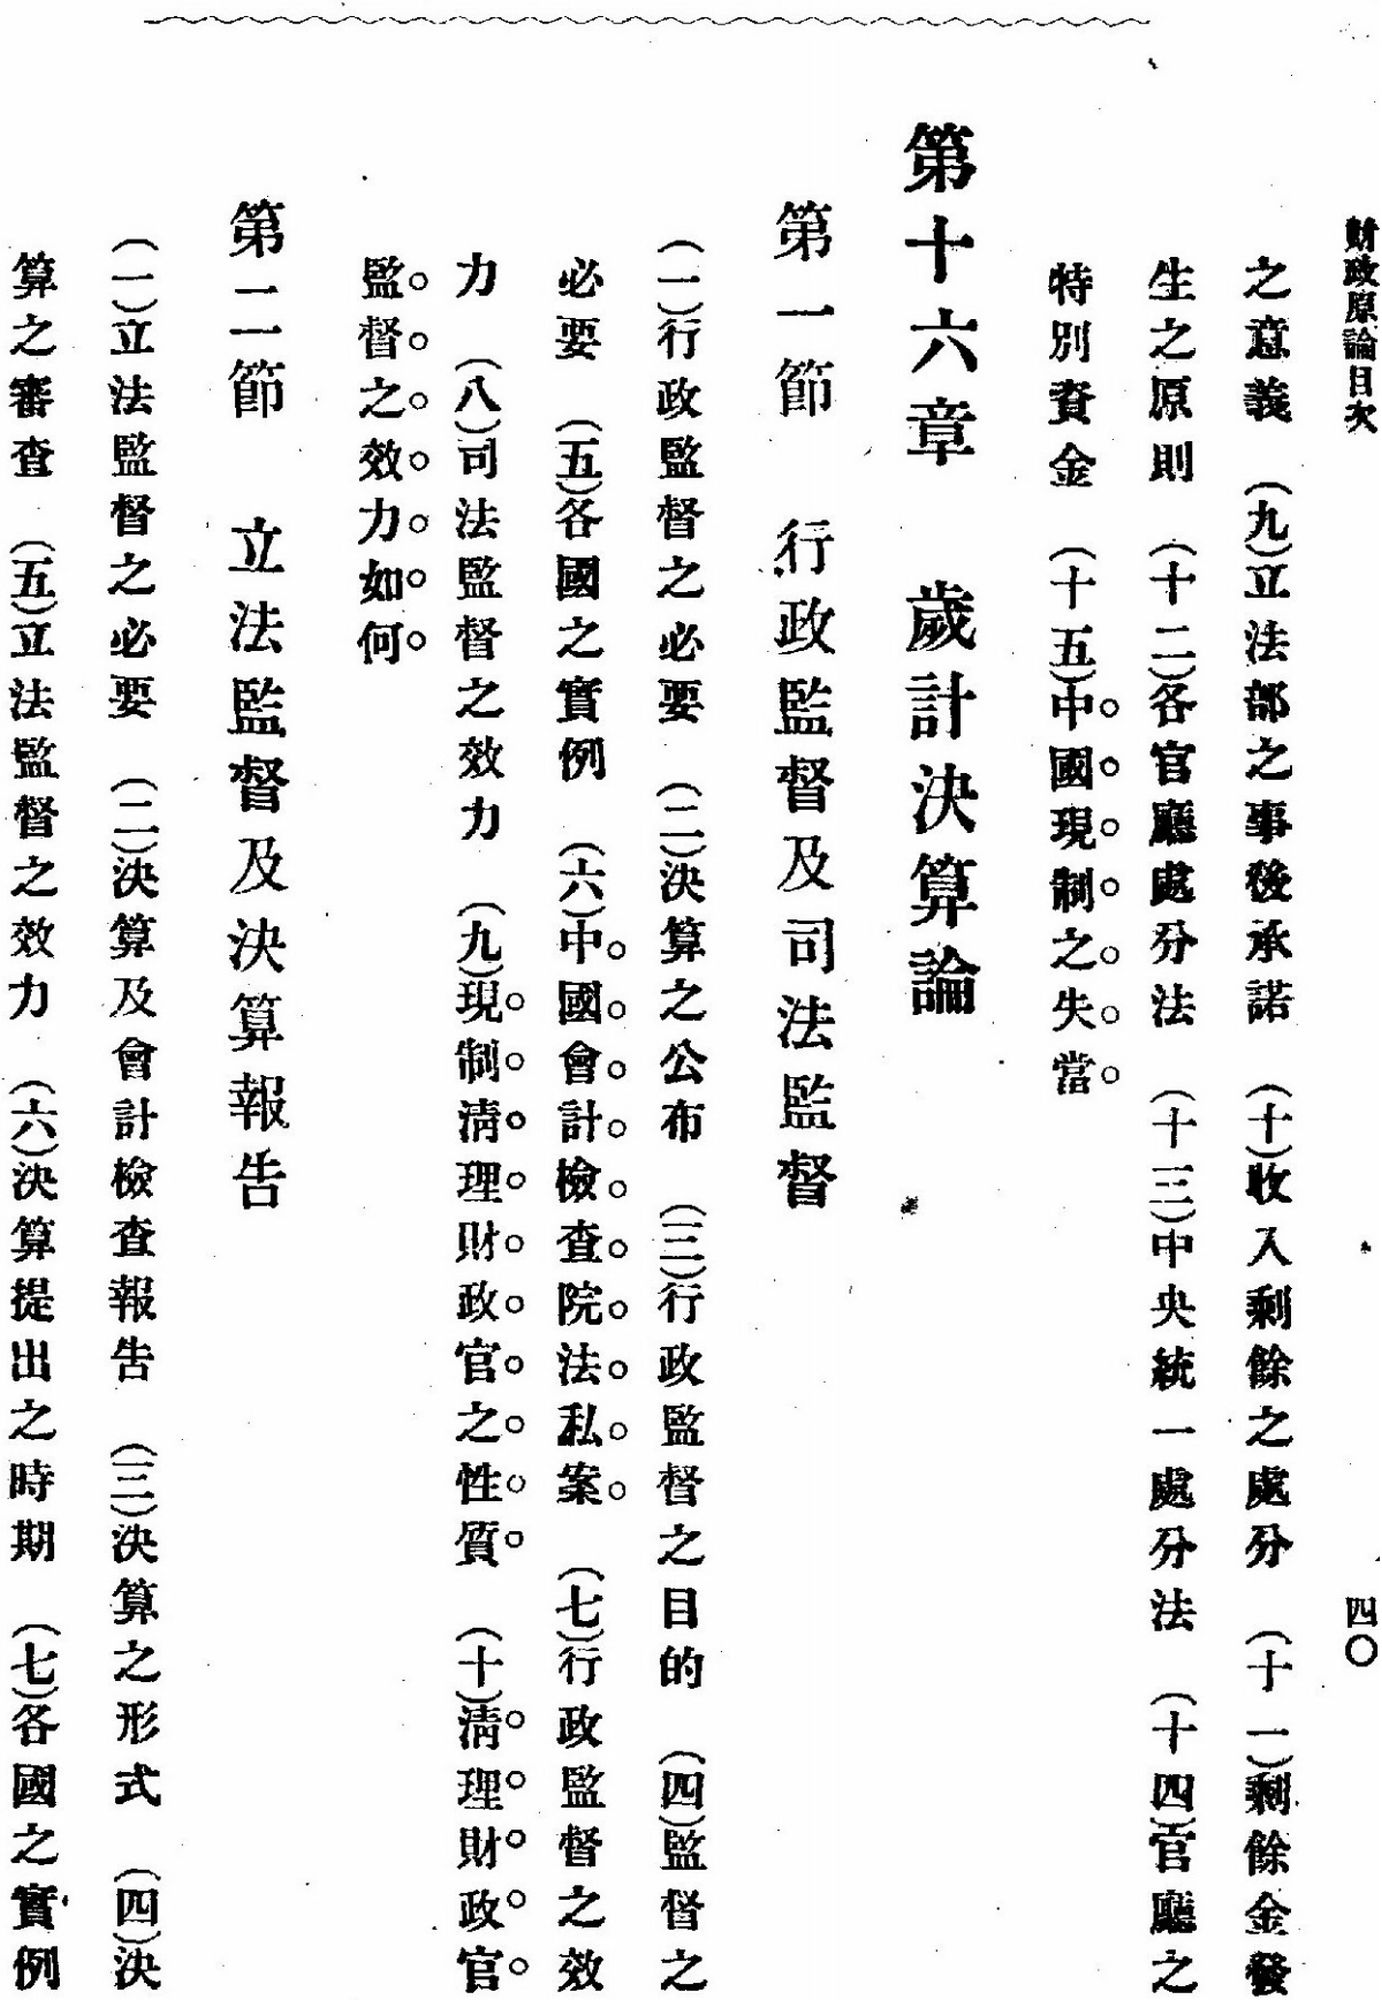 財政原論目次 四〇
之意義 (九)立法部之事後承諾 (十)收入剩餘之處分 (十一)剩餘金發
生之原則 (十二)各官廳處分法 (十三)中央統一處分法 (十四)官廳之
特別資金 (十五)中國現制之失當
第十六章 歲計決算論
第一節 行政監督及司法監督
(一)行政監督之必要 (二)決算之公布 (三)行政監督之目的 (四)監督之
必要 (五)各國之實例 (六)中國會計檢查院法私案 (七)行政監督之效
力 (八)司法監督之效力 (九)現制淸理財政官之性質 (十)淸理財政官
監督之效力如何
第二節 立法監督及決算報告
(一)立法監督之必要 (二)決算及會計檢查報告 (三)決算之形式 (四)決
算之審查 (五)立法監督之效力 (六)決算提出之時期 (七)各國之實例